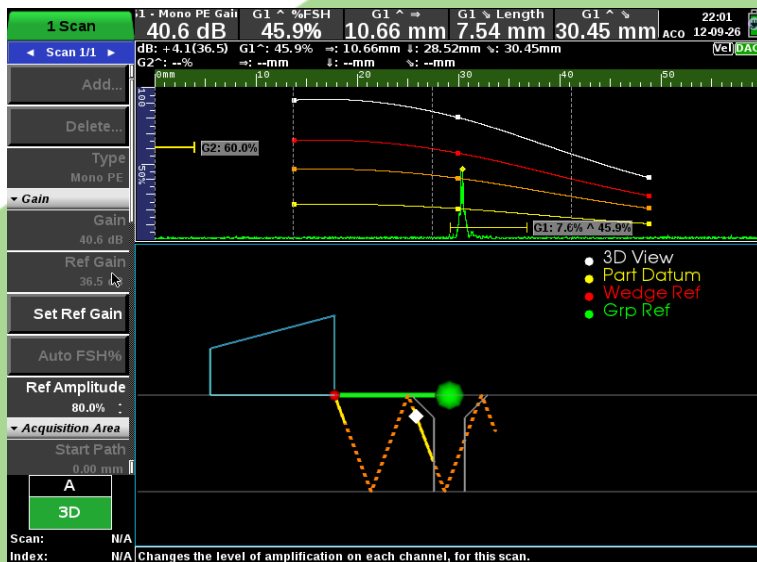 1 Scan
◄ Scan 1/1 ►
Add...
Delete...
Type
Mono PE
Gain
Gain
40.6 dB
Ref Gain
36.5
Set Ref Gain
Auto FSH%
Ref Amplitude
80.0%
Acquisition Area
Start Path
0.00 mm
A
3D
Scan: N/A
Index: N/A
S1 - Mono PE Gain G1 ^ %FSH G1 ^ ⇒ G1 ⇘ Length G1 ^ ⇘ 22:01
40.6 dB 45.9% 10.66 mm 7.54 mm 30.45 mm ACO 12-09-26
dB: +4.1(36.5) G1^: 45.9% ⇒: 10.66mm ⇓: 28.52mm ⇘: 30.45mm Vel DAC
G2^: --% ⇒: --mm ⇓: --mm ⇘: --mm
0mm 10 20 30 40 50
100
50%
G2: 60.0%
G1: 7.6% ^ 45.9%
3D View
Part Datum
Wedge Ref
Grp Ref
Changes the level of amplification on each channel, for this scan.